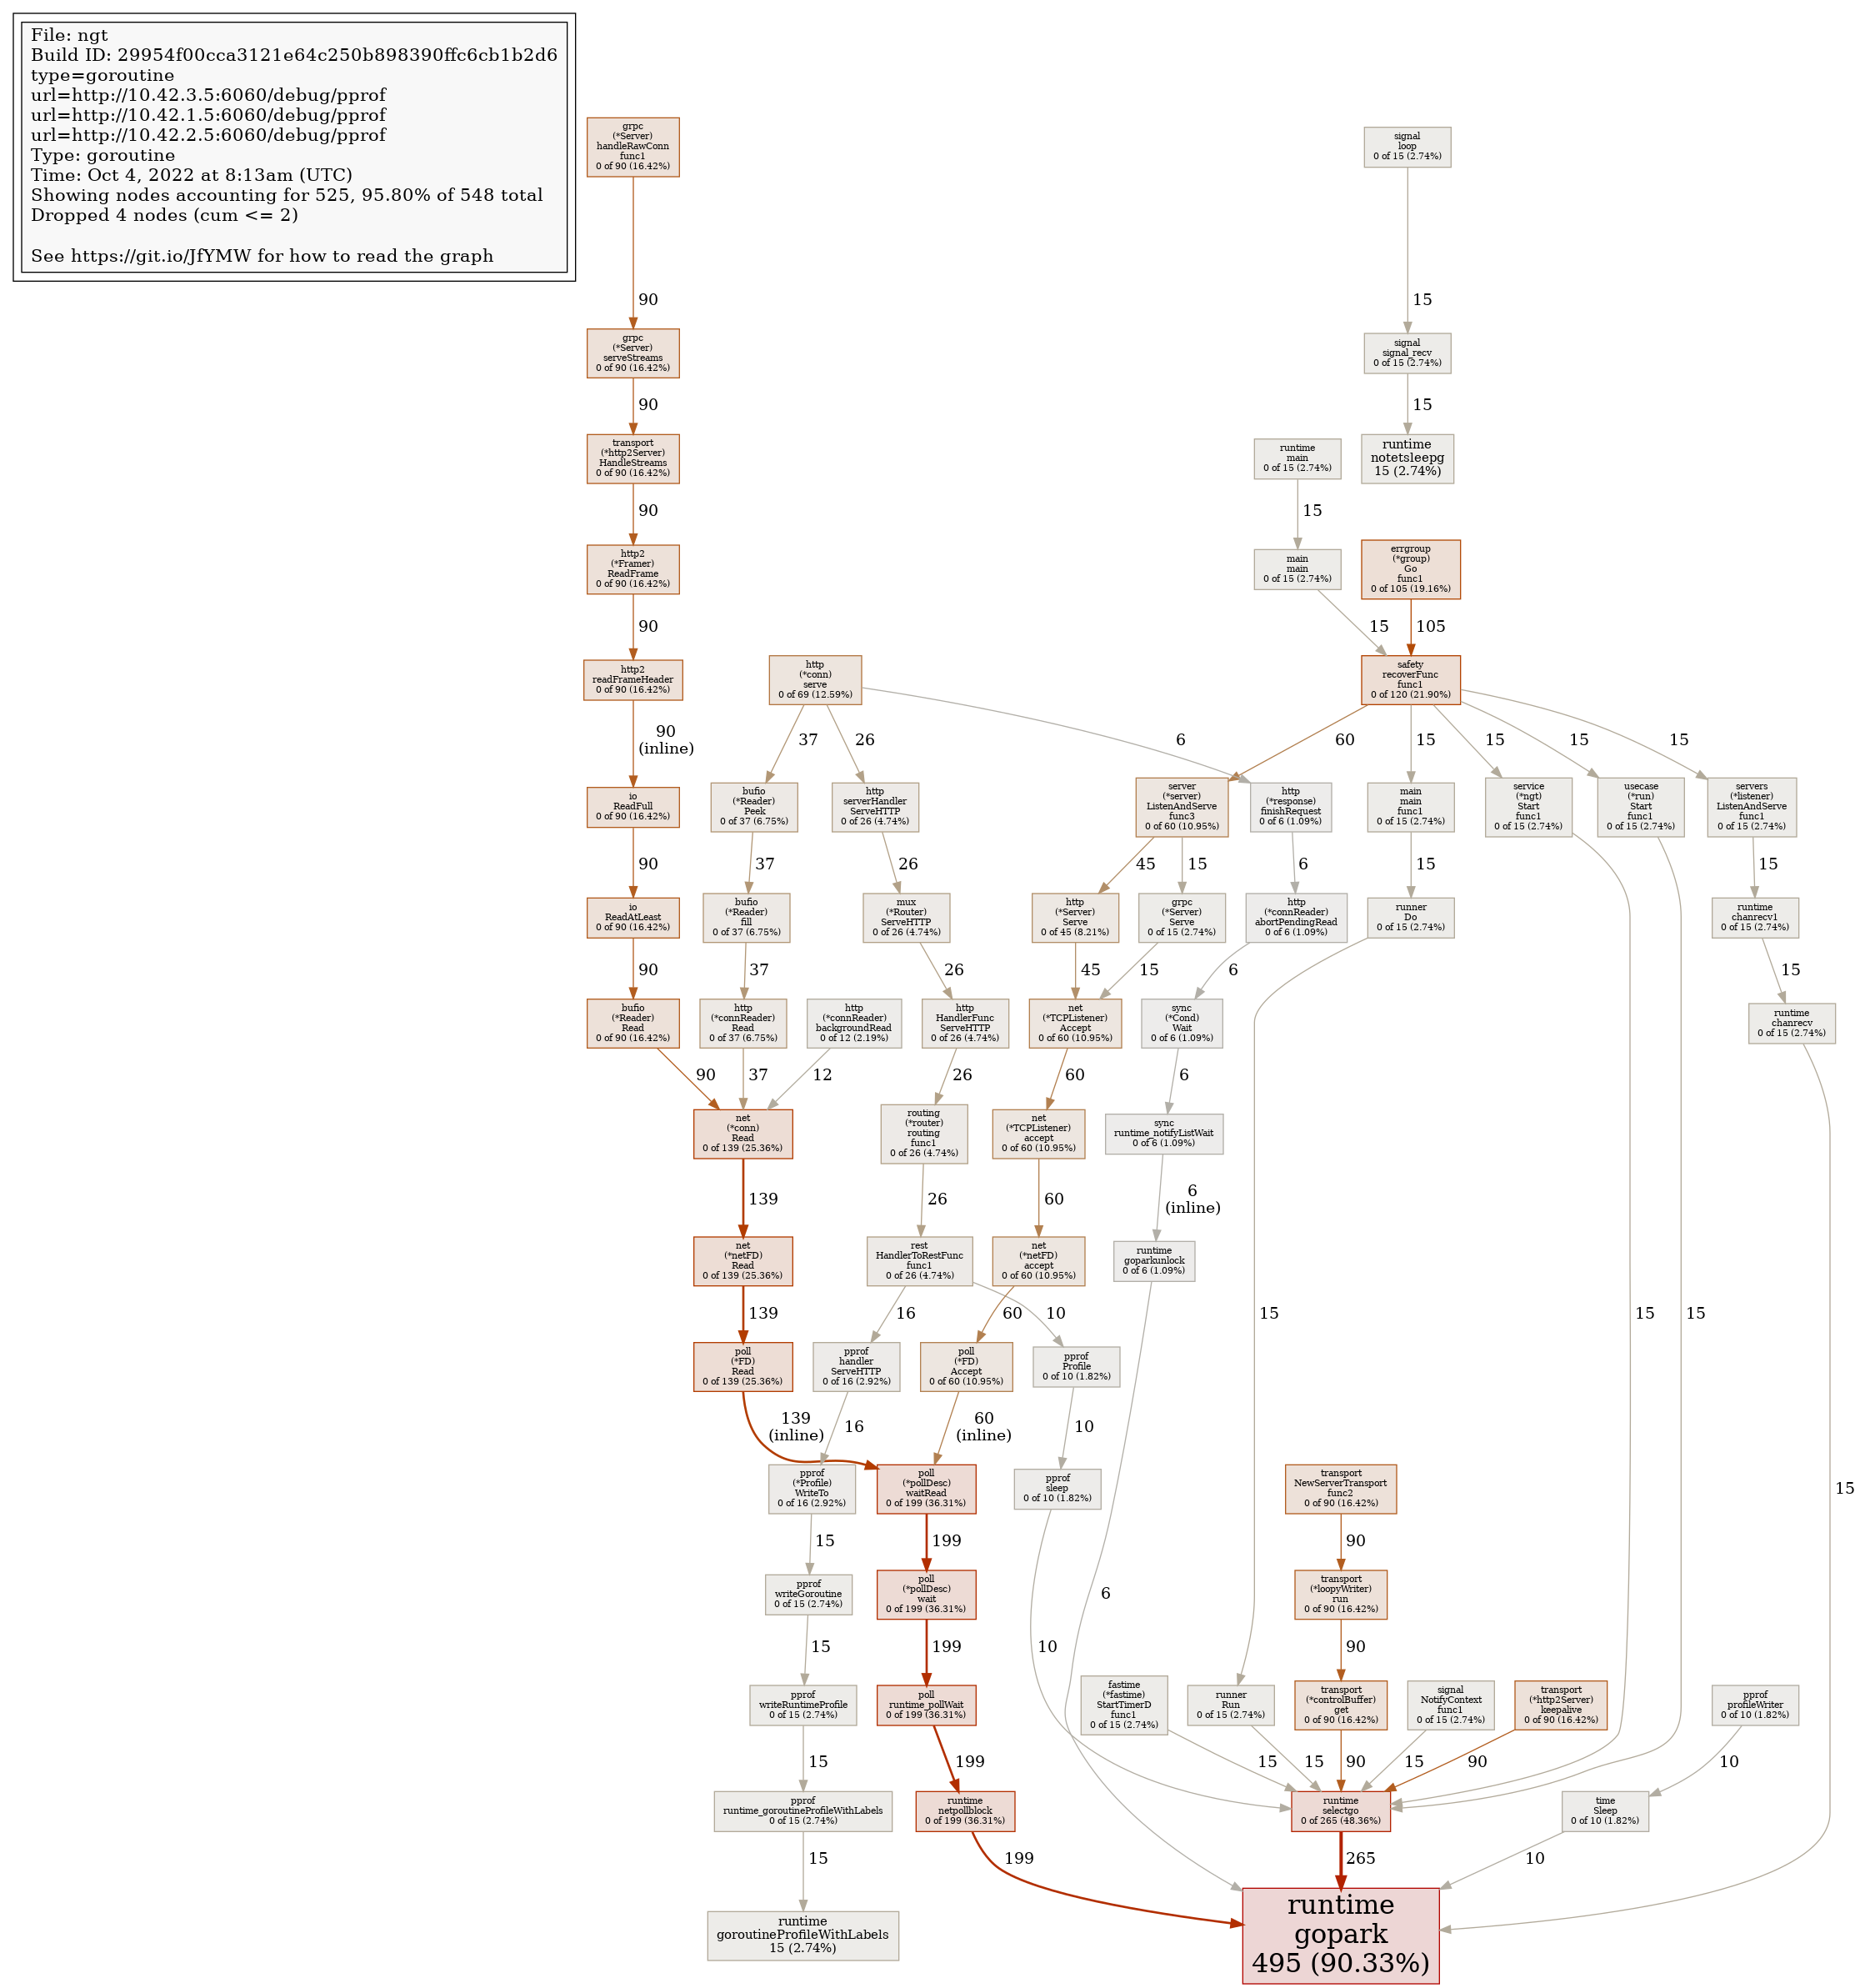 File: ngt
Build ID: 29954f00cca3121e64c250b898390ffc6cb1b2d6
type=goroutine
url=http://10.42.3.5:6060/debug/pprof
url=http://10.42.1.5:6060/debug/pprof
url=http://10.42.2.5:6060/debug/pprof
Type: goroutine
Time: Oct 4, 2022 at 8:13am (UTC)
Showing nodes accounting for 525, 95.80% of 548 total
Dropped 4 nodes (cum <= 2)
See https://git.io/JfYMW for how to read the graph
grpc
(*Server)
handleRawConn
func1
0 of 90 (16.42%)
signal
loop
0 of 15 (2.74%)
90
15
grpc
(*Server)
serveStreams
0 of 90 (16.42%)
signal
signal_recv
0 of 15 (2.74%)
90
15
transport
(*http2Server)
HandleStreams
0 of 90 (16.42%)
runtime
main
0 of 15 (2.74%)
runtime
notetsleepg
15 (2.74%)
90
15
http2
(*Framer)
ReadFrame
0 of 90 (16.42%)
main
main
0 of 15 (2.74%)
errgroup
(*group)
Go
func1
0 of 105 (19.16%)
90
15
105
http2
readFrameHeader
0 of 90 (16.42%)
http
(*conn)
serve
0 of 69 (12.59%)
safety
recoverFunc
func1
0 of 120 (21.90%)
90
(inline)
37
26
6
60
15
15
15
15
io
ReadFull
0 of 90 (16.42%)
bufio
(*Reader)
Peek
0 of 37 (6.75%)
http
serverHandler
ServeHTTP
0 of 26 (4.74%)
server
(*server)
ListenAndServe
func3
0 of 60 (10.95%)
http
(*response)
finishRequest
0 of 6 (1.09%)
main
main
func1
0 of 15 (2.74%)
service
(*ngt)
Start
func1
0 of 15 (2.74%)
usecase
(*run)
Start
func1
0 of 15 (2.74%)
servers
(*listener)
ListenAndServe
func1
0 of 15 (2.74%)
90
37
26
45
15
6
15
15
io
ReadAtLeast
0 of 90 (16.42%)
bufio
(*Reader)
fill
0 of 37 (6.75%)
mux
(*Router)
ServeHTTP
0 of 26 (4.74%)
http
(*Server)
Serve
0 of 45 (8.21%)
grpc
(*Server)
Serve
0 of 15 (2.74%)
http
(*connReader)
abortPendingRead
0 of 6 (1.09%)
runner
Do
0 of 15 (2.74%)
runtime
chanrecv1
0 of 15 (2.74%)
90
37
26
45
15
6
15
bufio
(*Reader)
Read
0 of 90 (16.42%)
http
(*connReader)
Read
0 of 37 (6.75%)
http
(*connReader)
backgroundRead
0 of 12 (2.19%)
http
HandlerFunc
ServeHTTP
0 of 26 (4.74%)
net
(*TCPListener)
Accept
0 of 60 (10.95%)
sync
(*Cond)
Wait
0 of 6 (1.09%)
runtime
chanrecv
0 of 15 (2.74%)
90
37
12
26
60
6
net
(*conn)
Read
0 of 139 (25.36%)
routing
(*router)
routing
func1
0 of 26 (4.74%)
net
(*TCPListener)
accept
0 of 60 (10.95%)
sync
runtime_notifyListWait
0 of 6 (1.09%)
139
26
60
6
(inline)
net
(*netFD)
Read
0 of 139 (25.36%)
rest
HandlerToRestFunc
func1
0 of 26 (4.74%)
net
(*netFD)
accept
0 of 60 (10.95%)
runtime
goparkunlock
0 of 6 (1.09%)
139
16
60
10
15
15
15
poll
(*FD)
Read
0 of 139 (25.36%)
pprof
handler
ServeHTTP
0 of 16 (2.92%)
poll
(*FD)
Accept
0 of 60 (10.95%)
pprof
Profile
0 of 10 (1.82%)
139
(inline)
16
60
(inline)
10
pprof
(*Profile)
WriteTo
0 of 16 (2.92%)
poll
(*pollDesc)
waitRead
0 of 199 (36.31%)
pprof
sleep
0 of 10 (1.82%)
transport
NewServerTransport
func2
0 of 90 (16.42%)
15
15
199
90
pprof
writeGoroutine
0 of 15 (2.74%)
poll
(*pollDesc)
wait
0 of 199 (36.31%)
6
transport
(*loopyWriter)
run
0 of 90 (16.42%)
15
199
10
90
pprof
writeRuntimeProfile
0 of 15 (2.74%)
poll
runtime_pollWait
0 of 199 (36.31%)
fastime
(*fastime)
StartTimerD
func1
0 of 15 (2.74%)
runner
Run
0 of 15 (2.74%)
transport
(*controlBuffer)
get
0 of 90 (16.42%)
signal
NotifyContext
func1
0 of 15 (2.74%)
transport
(*http2Server)
keepalive
0 of 90 (16.42%)
pprof
profileWriter
0 of 10 (1.82%)
15
199
15
15
90
15
90
10
pprof
runtime_goroutineProfileWithLabels
0 of 15 (2.74%)
runtime
netpollblock
0 of 199 (36.31%)
runtime
selectgo
0 of 265 (48.36%)
time
Sleep
0 of 10 (1.82%)
15
199
265
10
runtime
goroutineProfileWithLabels
15 (2.74%)
runtime
gopark
495 (90.33%)